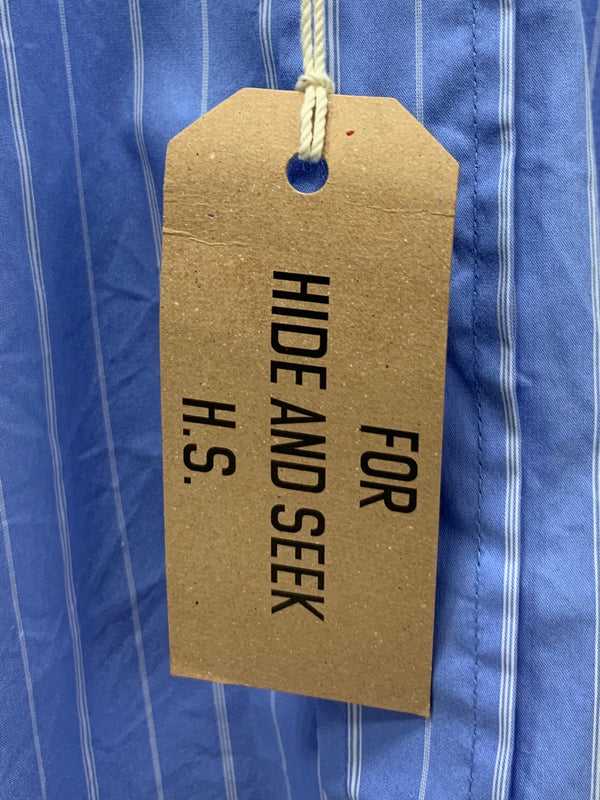 FOR
HIDE AND SEEK
H.S.